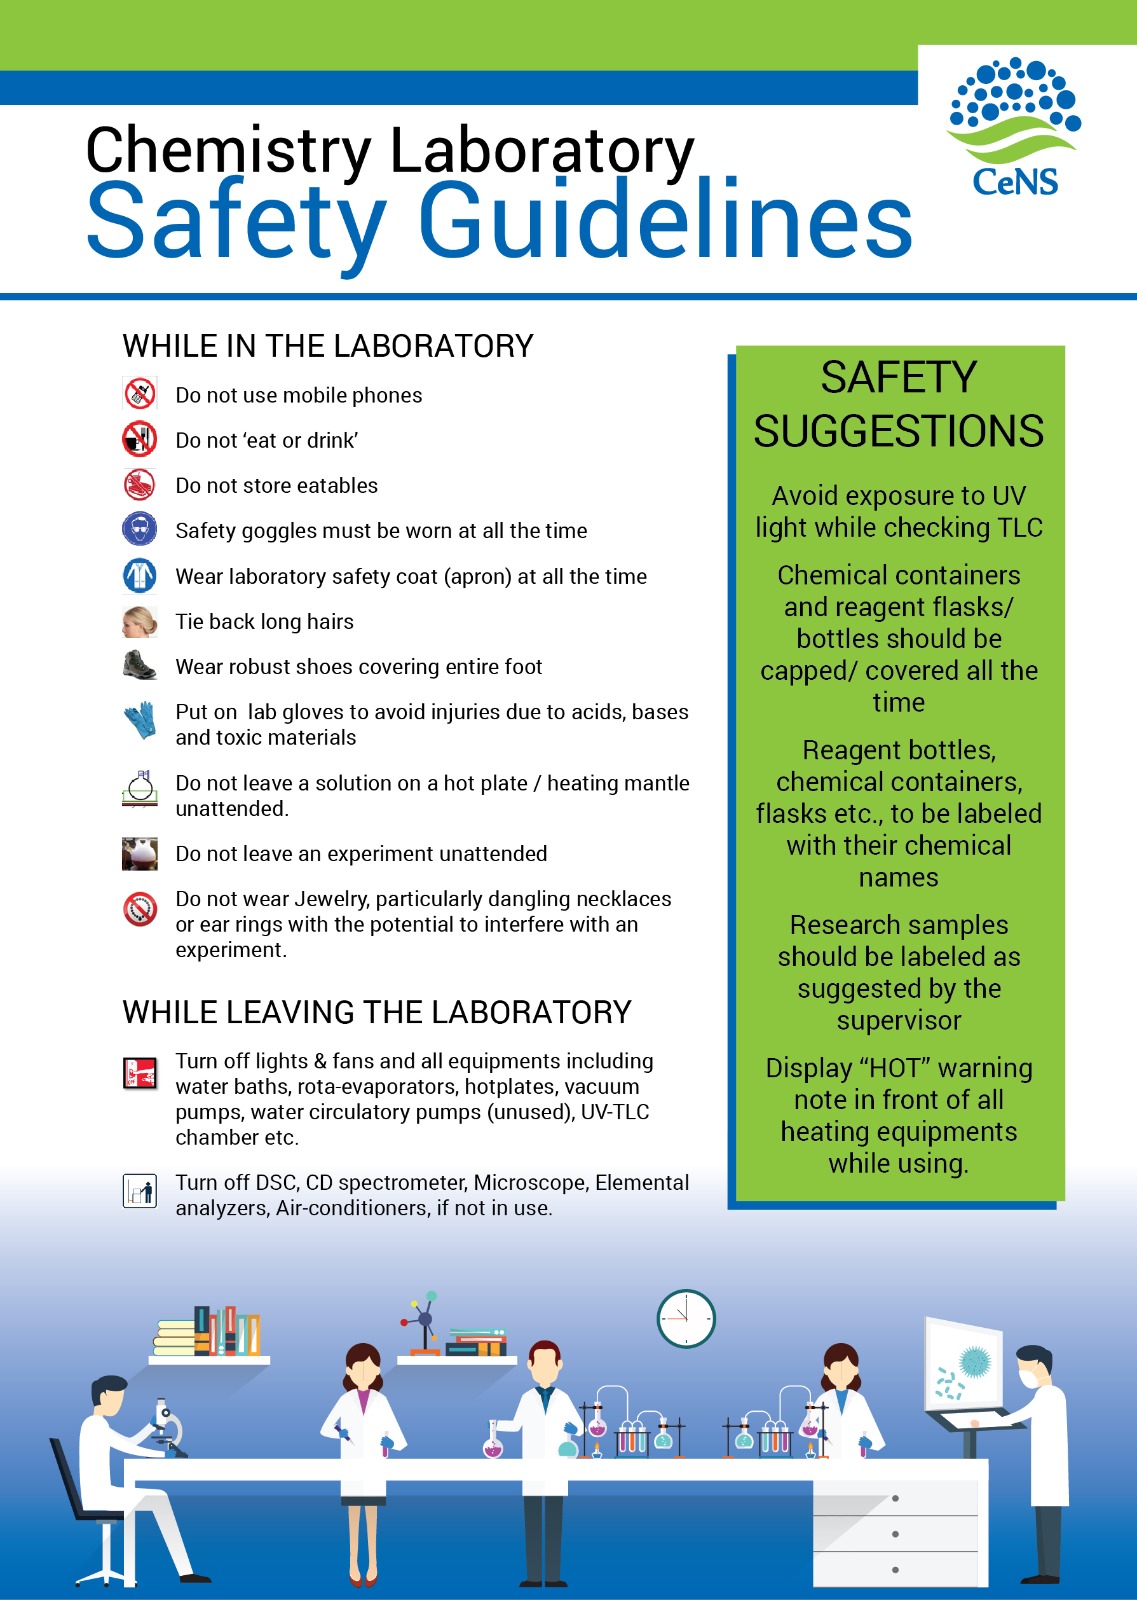 CeNS
Chemistry Laboratory
Safety Guidelines
WHILE IN THE LABORATORY
Do not use mobile phones
Do not ‘eat or drink’
Do not store eatables
Safety goggles must be worn at all the time
Wear laboratory safety coat (apron) at all the time
Tie back long hairs
Wear robust shoes covering entire foot
Put on  lab gloves to avoid injuries due to acids, bases
and toxic materials
Do not leave a solution on a hot plate / heating mantle
unattended.
Do not leave an experiment unattended
Do not wear Jewelry, particularly dangling necklaces
or ear rings with the potential to interfere with an
experiment.
WHILE LEAVING THE LABORATORY
Turn off lights & fans and all equipments including
water baths, rota-evaporators, hotplates, vacuum
pumps, water circulatory pumps (unused), UV-TLC
chamber etc.
Turn off DSC, CD spectrometer, Microscope, Elemental
analyzers, Air-conditioners, if not in use.
SAFETY
SUGGESTIONS
Avoid exposure to UV
light while checking TLC
Chemical containers
and reagent flasks/
bottles should be
capped/ covered all the
time
Reagent bottles,
chemical containers,
flasks etc., to be labeled
with their chemical
names
Research samples
should be labeled as
suggested by the
supervisor
Display “HOT” warning
note in front of all
heating equipments
while using.